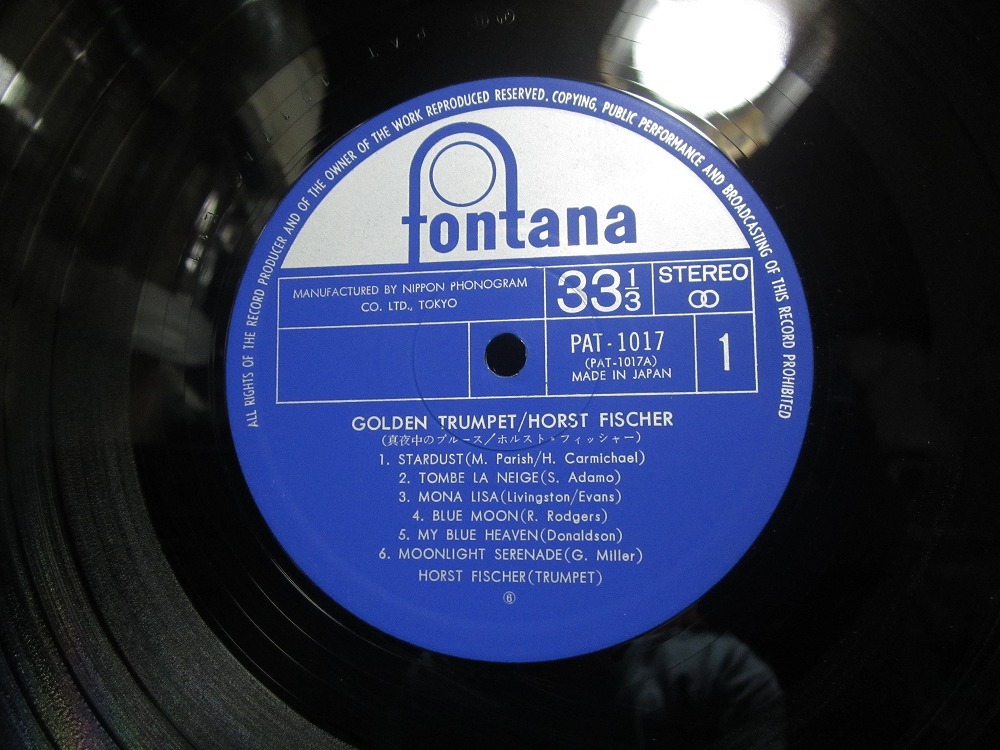 ALL RIGHTS OF THE RECORD PRODUCER AND OF THE OWNER OF THE WORK REPRODUCED RESERVED. COPYING, PUBLIC PERFORMANCE AND BROADCASTING OF THIS RECORD PROHIBITED
fontana
MANUFACTURED BY NIPPON PHONOGRAM
CO. LTD., TOKYO
33 1/3
STEREO
PAT-1017
(PAT-1017A)
MADE IN JAPAN
1
GOLDEN TRUMPET/HORST FISCHER
(真夜中のブルース/ホルスト・フィッシャー)
1. STARDUST(M. Parish/H. Carmichael)
2. TOMBE LA NEIGE(S. Adamo)
3. MONA LISA(Livingston/Evans)
4. BLUE MOON(R. Rodgers)
5. MY BLUE HEAVEN(Donaldson)
6. MOONLIGHT SERENADE(G. Miller)
HORST FISCHER(TRUMPET)
⑥